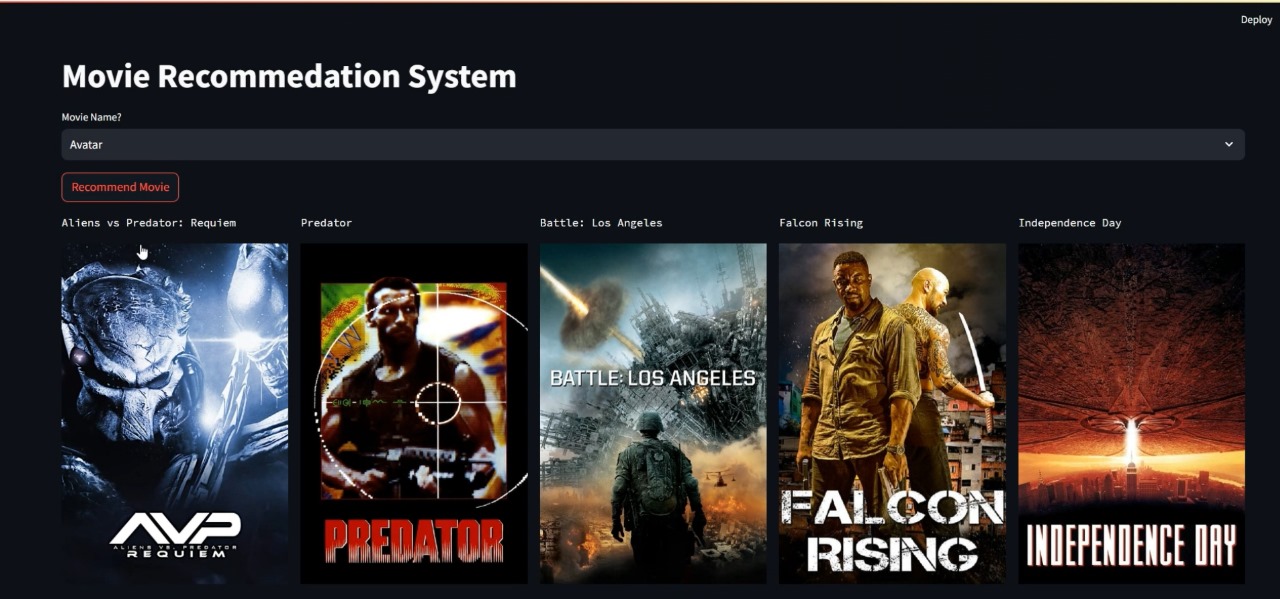 Deploy
Movie Recommedation System
Movie Name?
Avatar
Recommend Movie
Aliens vs Predator: Requiem
Predator
Battle: Los Angeles
Falcon Rising
Independence Day
AVP
ALIENS VS. PREDATOR
REQUIEM
PREDATOR
BATTLE: LOS ANGELES
FALCON
RISING
INDEPENDENCE DAY